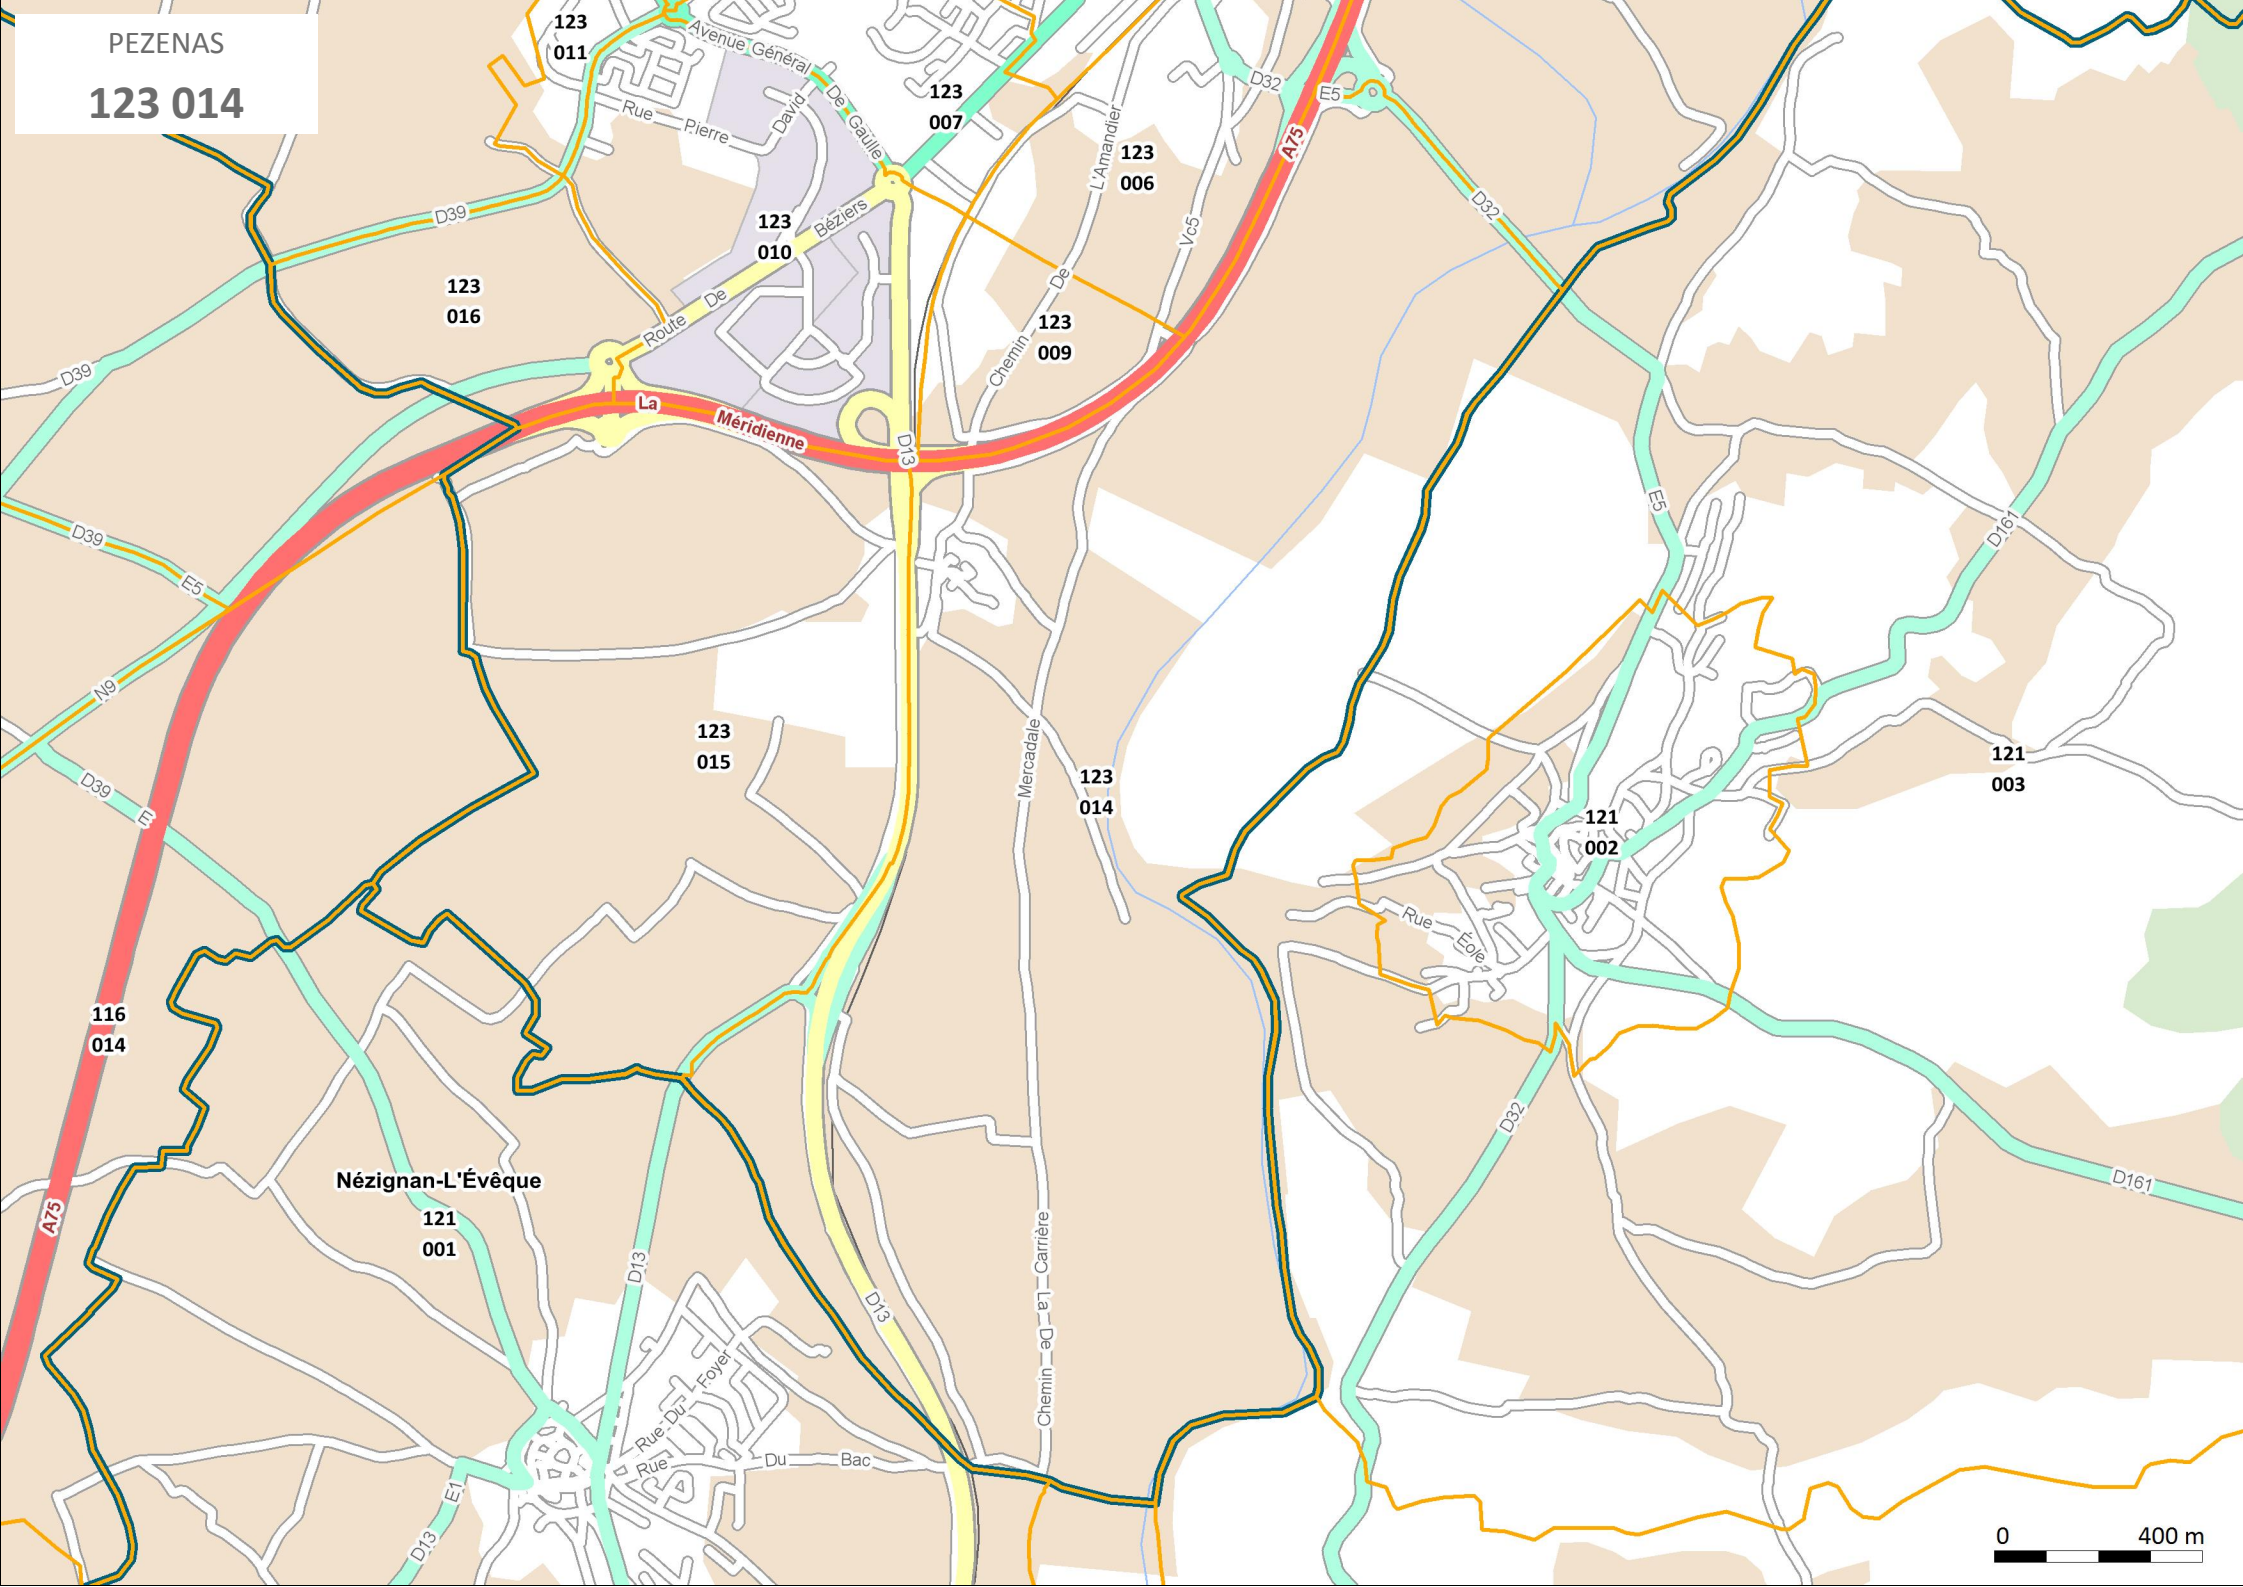 PEZENAS
123 014
123
011
Avenue Général
De
Gaulle
Rue
Pierre
David
123
007
D32
E5
A75
123
006
L'Amandier
D39
123
010
Béziers
Vc5
D32
De
123
016
De
Route
123
009
Chemin
D39
La
Méridienne
D13
E5
D161
D39
E5
N9
123
015
Mercadale
123
014
121
003
D39
E
121
002
Rue
Éole
116
014
D32
Nézignan-L'Évêque
D161
A75
121
001
D13
D13
Chemin De La Carrière
Rue Du Foyer
Rue
Du
Bac
E1
D13
0
400 m